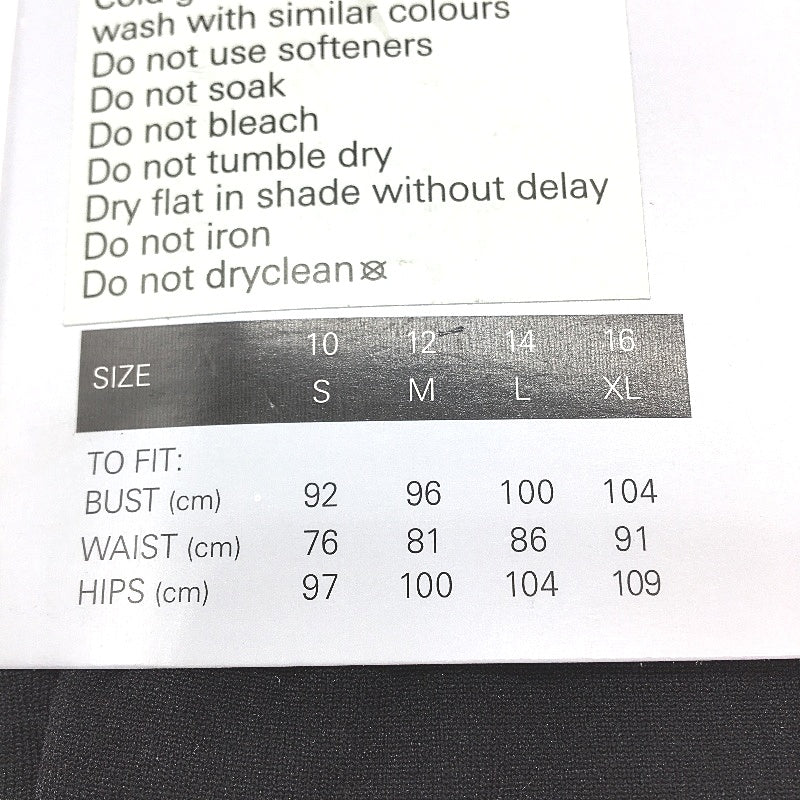 Cold g
wash with similar colours
Do not use softeners
Do not soak
Do not bleach
Do not tumble dry
Dry flat in shade without delay
Do not iron
Do not dryclean
SIZE 10 12 14 16
S M L XL
TO FIT:
BUST (cm) 92 96 100 104
WAIST (cm) 76 81 86 91
HIPS (cm) 97 100 104 109